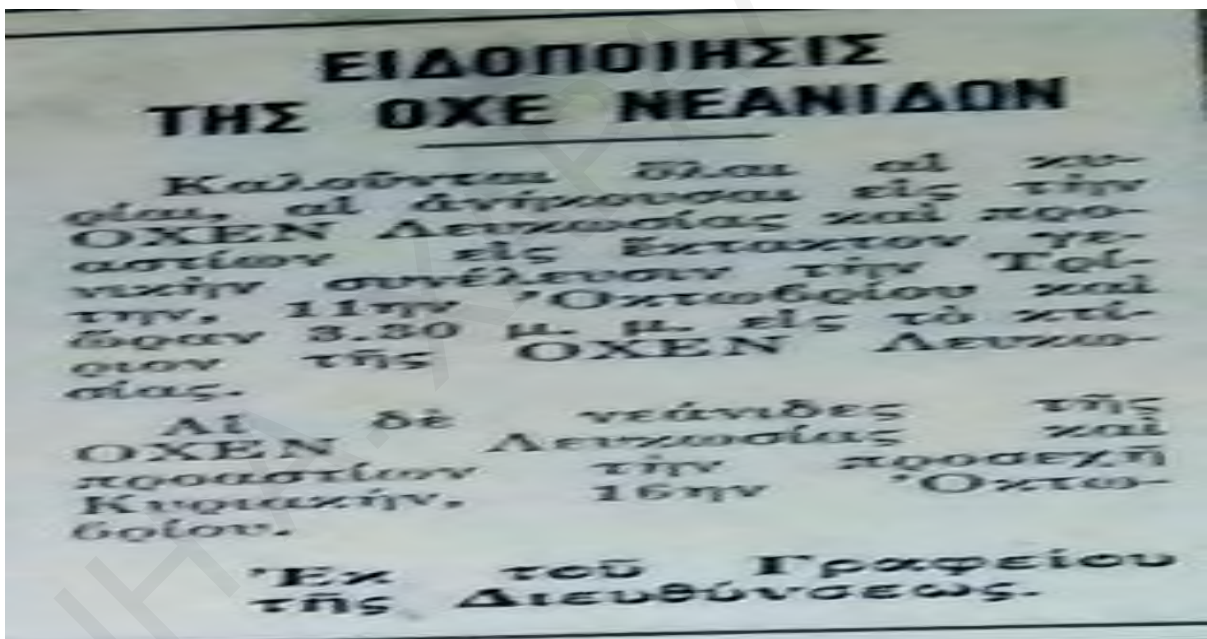 ΕΙΔΟΠΟΙΗΣΙΣ
ΤΗΣ ΟΧΕ ΝΕΑΝΙΔΩΝ
Καλοῦνται ὅλαι αἱ κυ-
ρίαι, αἱ ἀνήκουσαι εἰς τὴν
ΟΧΕΝ Λευκωσίας καὶ προ-
αστίων εἰς Ἔκτακτον γε-
νικὴν συνέλευσιν τὴν Τρί-
την, 11ην Ὀκτωβρίου καὶ
ὥραν 3.30 μ. μ. εἰς τὸ κτί-
ριον τῆς ΟΧΕΝ Λευκω-
σίας.
Αἱ δὲ νεάνιδες τῆς
ΟΧΕΝ Λευκωσίας καὶ
προαστίων τὴν προσεχῆ
Κυριακήν, 16ην Ὀκτω-
βρίου.
Ἐκ τοῦ Γραφείου
τῆς Διευθύνσεως.